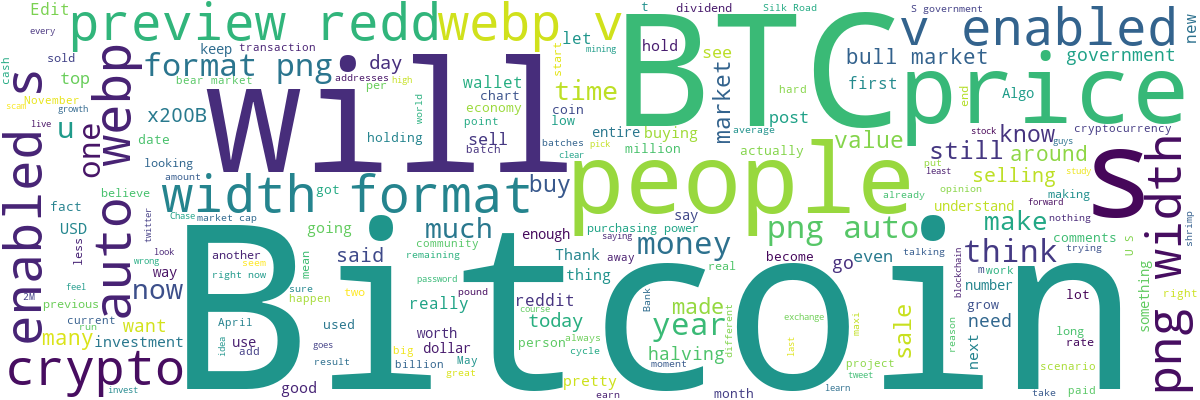 Edit
preview redd
webp v
t
dividend
Silk Road
S government
every
v enabled
new
sold
keep
transaction
let
hold
see
bull market
government
cash
top
format png
day
start
mining
addresses
high
bear market
per
wallet
time
market
first
hard
end
Algo
price
scam
November
growth
will
BTC
chart
economy
world
coin
buying
post
x200B
u
live
one
holding
point
low
sell
batch
entire
batches
clear
pick
million
average
actually
value
know
stock
guys
cryptocurrency
date
looking
amount
enabled s
auto webp
believe
got
width format
buy
people
still
selling
around
put
least
opinion
study
already
understand
making
forward
nothing
S
png width
fact
USD
less
Chase
market cap
twitter
going
much
say
purchasing power
saying
png auto
make
comments
trying
U S
shrimp
look
wrong
way
another
right now
said
community
remaining
enough
Thank
away
money
real
become
go
even
talking
think
feel
seem
mean
password
thing
now
2M
previous
sure
happen
two
Bitcoin
really
pound
course
reddit
Bank
made
year
different
exchange
m
work
number
blockchain
lot
something
right
current
run
many
want
April
used
worth
today
always
halving
maxi
sale
grow
need
long
rate
investment
idea
use
add
goes
result
dollar
person
cycle
moment
last
project
tweet
reason
next
scenario
crypto
invest
good
big
billion
May
great
pretty
earn
month
learn
take
paid